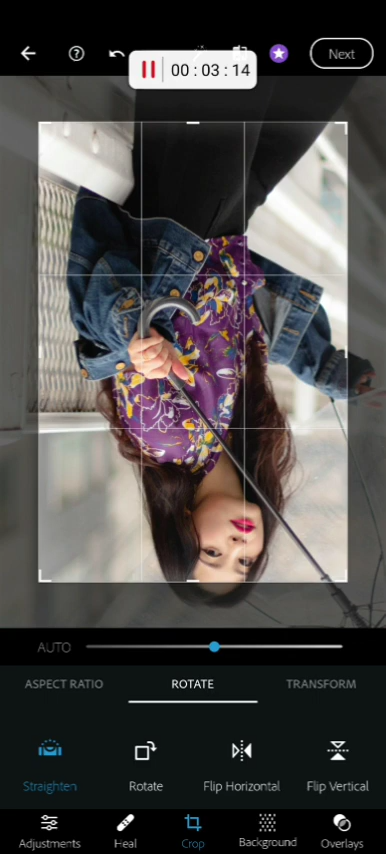 Next
00 : 03 : 14
AUTO
ASPECT RATIO ROTATE TRANSFORM
Straighten Rotate Flip Horizontal Flip Vertical
Adjustments Heal Crop Background Overlays